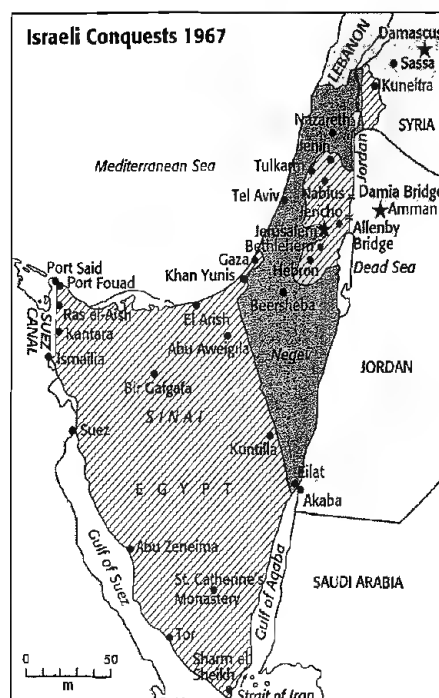 Israeli Conquests 1967
Damascus
LEBANON
Sassa
Kuneitra
Nazareth
SYRIA
Jenin
Jordan
Mediterranean Sea
Tulkarm
Nablus
Damia Bridge
Tel Aviv
Jericho
Amman
Jerusalem
Allenby
Bridge
Bethlehem
Gaza
Hebron
Dead Sea
Khan Yunis
Port Said
Port Fouad
Beersheba
Ras el-Aish
El Arish
SUEZ
CANAL
Kantara
Abu Aweigila
Negev
Ismailia
JORDAN
Bir Gafgafa
SINAI
Suez
Kuntilla
Eilat
EGYPT
Akaba
Gulf of Suez
Abu Zeneima
Gulf of Aqaba
SAUDI ARABIA
St. Catherine's
Monastery
Tor
Sharm el
Sheikh
0 50
m
Strait of Iran